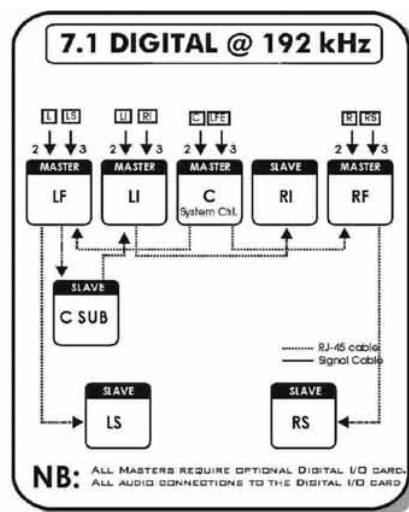 7.1 DIGITAL @ 192 kHz
L LS LI RI C LFE R RS
2 3 2 3 2 3 2 3
MASTER MASTER MASTER SLAVE MASTER
LF LI C RI RF
System Ctrl.
SLAVE
C SUB
RJ-45 cable
Signal Cable
SLAVE SLAVE
LS RS
NB: ALL MASTERS REQUIRE OPTIONAL DIGITAL I/O CARD.
ALL AUDIO CONNECTIONS TO THE DIGITAL I/O CARD